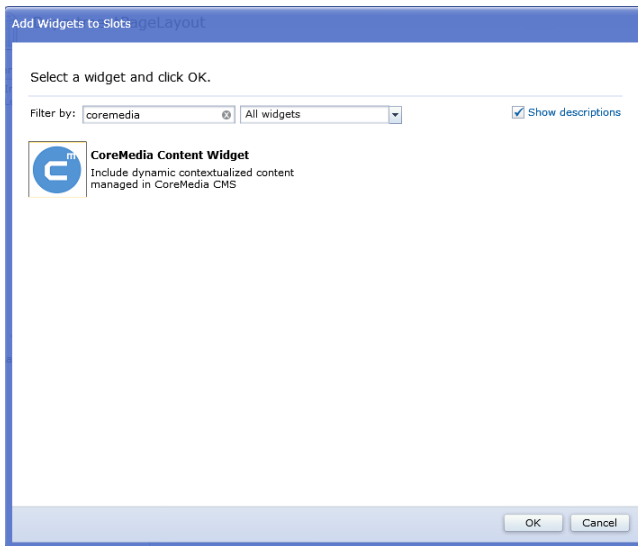 Add Widgets to Slots
Select a widget and click OK.
Filter by: coremedia All widgets Show descriptions
cm
CoreMedia Content Widget
Include dynamic contextualized content
managed in CoreMedia CMS
OK Cancel